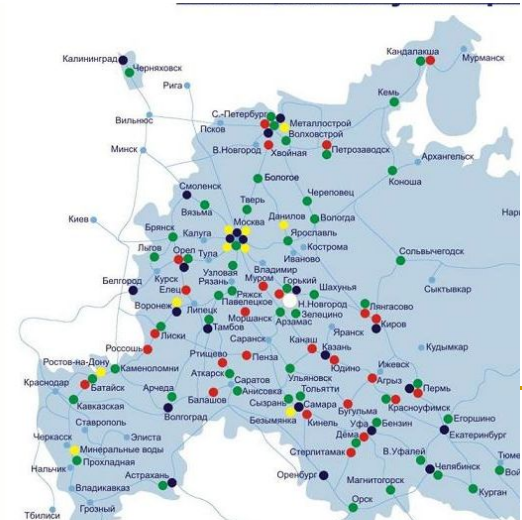 Кандалакша
Мурманск
Калининград
Черняховск
Рига
Кемь
Вильнюс
С.-Петербург
Металлострой
Псков
Волховстрой
Минск
В.Новгород
Хвойная
Петрозаводск
Архангельск
Бологое
Коноша
Смоленск
Череповец
Вязьма
Тверь
Киев
Москва
Данилов
Вологда
Брянск
Калуга
Ярославль
Льгов
Орел
Тула
Кострома
Иваново
Сольвычегодск
Узловая
Владимир
Белгород
Курск
Рязань
Муром
Горький
Сыктывкар
Елец
Ряжск
Шахунья
Воронеж
Липецк
Павелецкое
Н.Новгород
Лянгасово
Моршанск
Зелецино
Тамбов
Арзамас
Киров
Лиски
Яранск
Саранск
Канаш
Россошь
Казань
Кудымкар
Ртищево
Пенза
Ростов-на-Дону
Юдино
Ижевск
Каменоломни
Аткарск
Ульяновск
Агрыз
Пермь
Краснодар
Батайск
Саратов
Арчеда
Анисовка
Тольятти
Балашов
Сызрань
Самара
Красноуфимск
Кавказская
Бугульма
Волгоград
Безымянка
Кинель
Уфа
Бензин
Егоршино
Ставрополь
Дёма
Екатеринбург
Черкасск
Элиста
Минеральные воды
Стерлитамак
В.Уфалей
Прохладная
Нальчик
Астрахань
Оренбург
Челябинск
Владикавказ
Магнитогорск
Курган
Грозный
Орск
Тбилиси